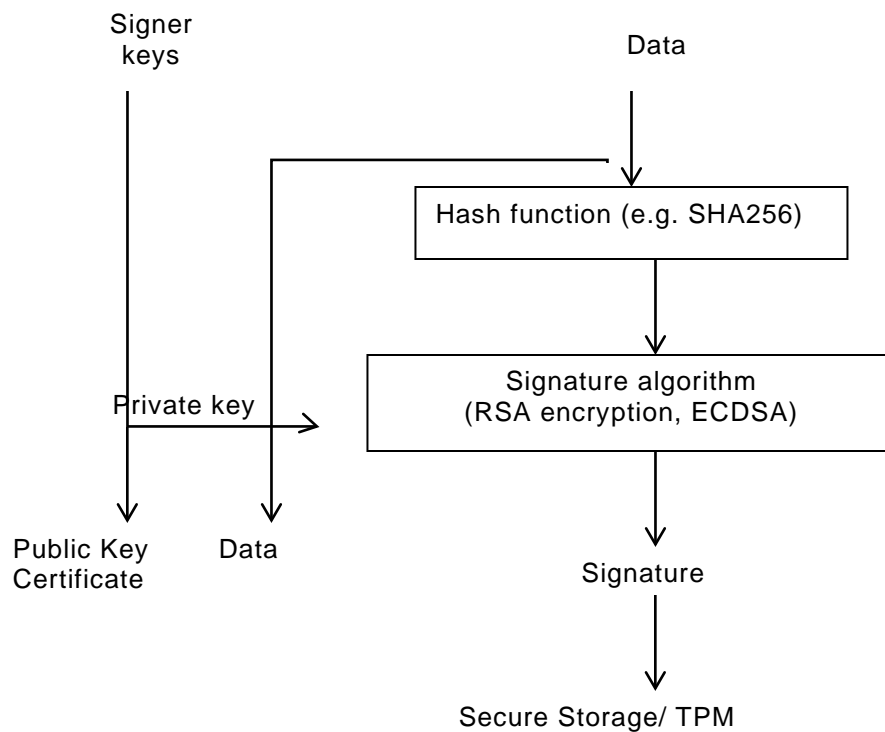 Signer
keys
Data
Hash function (e.g. SHA256)
Signature algorithm
(RSA encryption, ECDSA)
Private key
Public Key
Certificate
Data
Signature
Secure Storage/ TPM